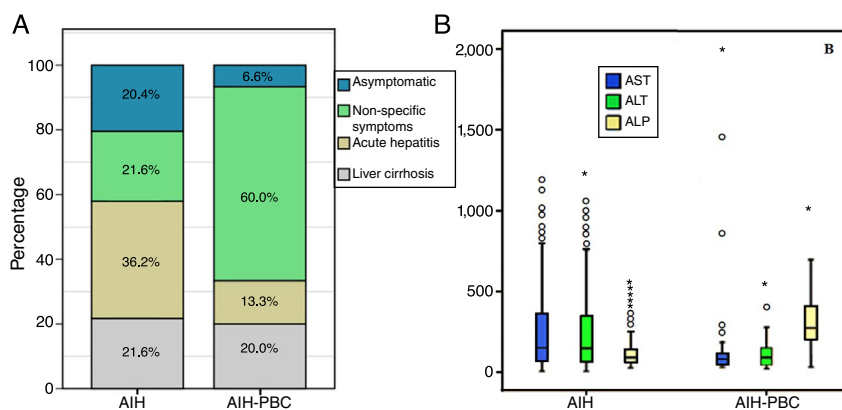 A
Percentage
100
80
60
40
20
0
20.4%
21.6%
36.2%
21.6%
6.6%
60.0%
13.3%
20.0%
AIH
AIH-PBC
Asymptomatic
Non-specific
symptoms
Acute hepatitis
Liver cirrhosis
B
2,000
1,500
1,000
500
0
AST
ALT
ALP
B
*
*
*
*
*
*
*
*
*
AIH
AIH-PBC